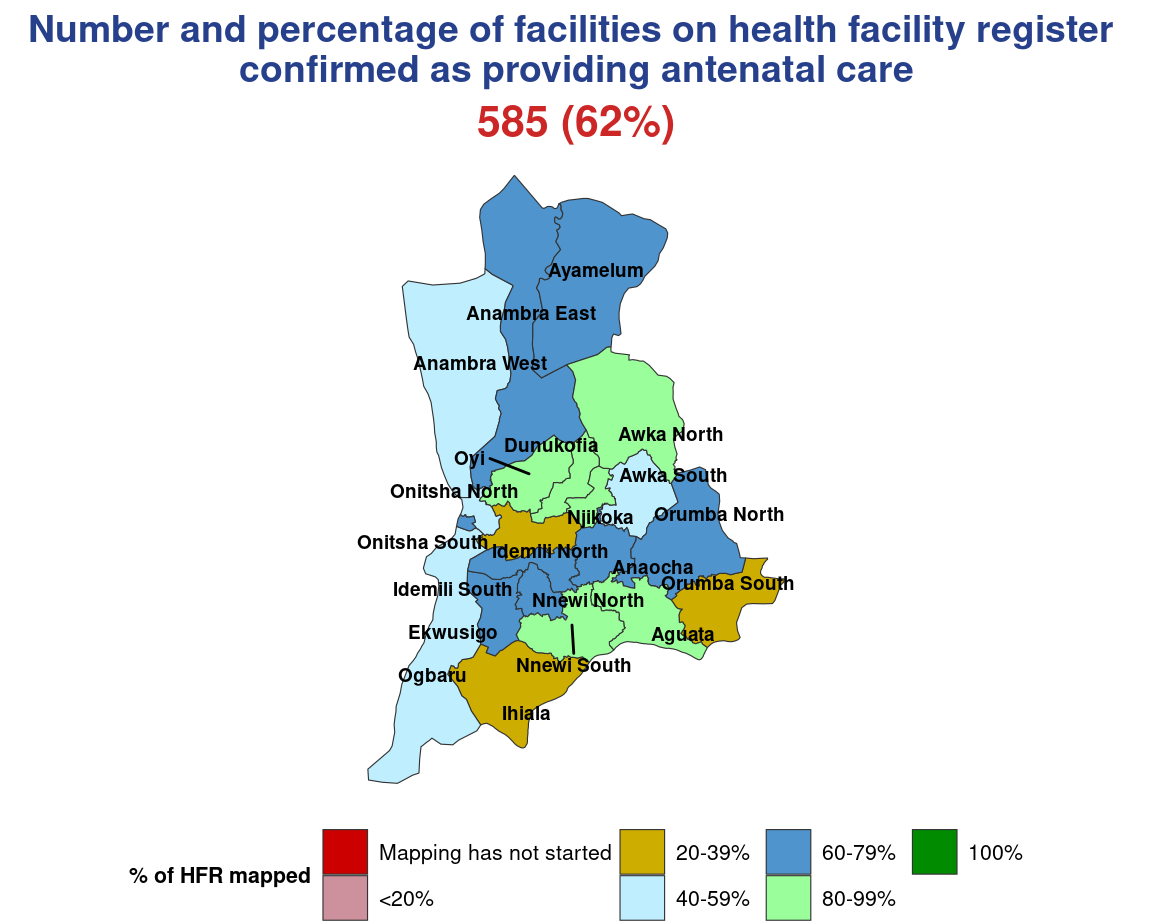 Number and percentage of facilities on health facility register
confirmed as providing antenatal care
585 (62%)
Ayamelum
Anambra East
Anambra West
Awka North
Dunukofia
Oyi
Awka South
Onitsha North
Orumba North
Njikoka
Onitsha South
Idemili North
Anaocha
Orumba South
Idemili South
Nnewi North
Ekwusigo
Aguata
Nnewi South
Ogbaru
Ihiala
% of HFR mapped
Mapping has not started
<20%
20-39%
40-59%
60-79%
80-99%
100%